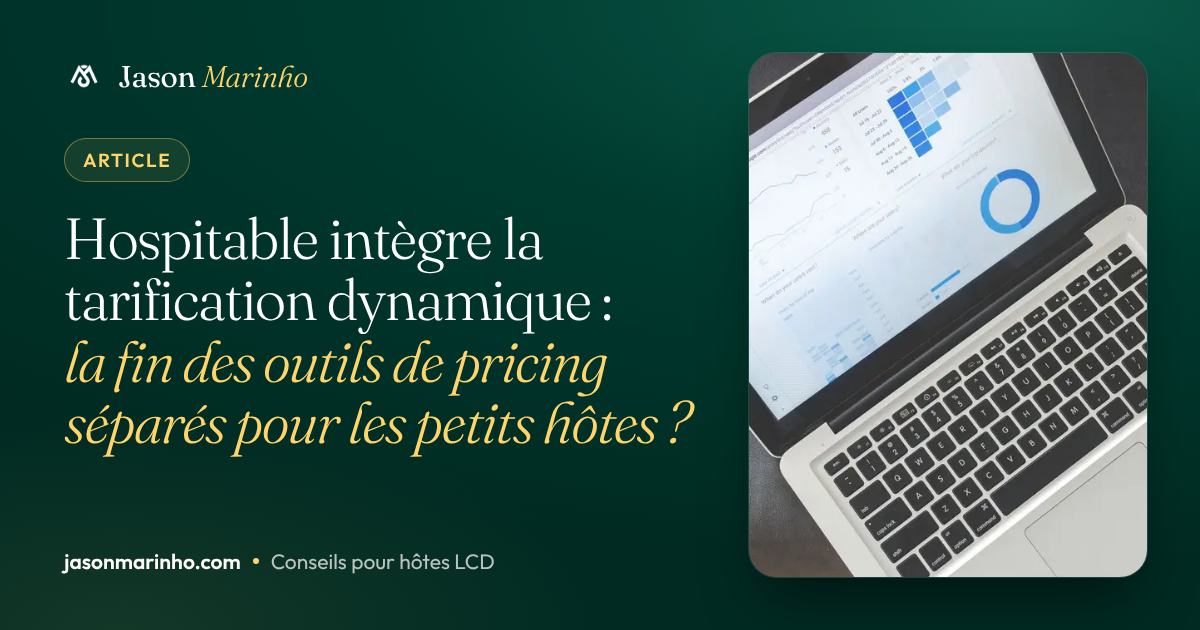 Jason Marinho
ARTICLE
Hospitable intègre la
tarification dynamique :
la fin des outils de pricing
séparés pour les petits hôtes ?
jasonmarinho.com • Conseils pour hôtes LCD